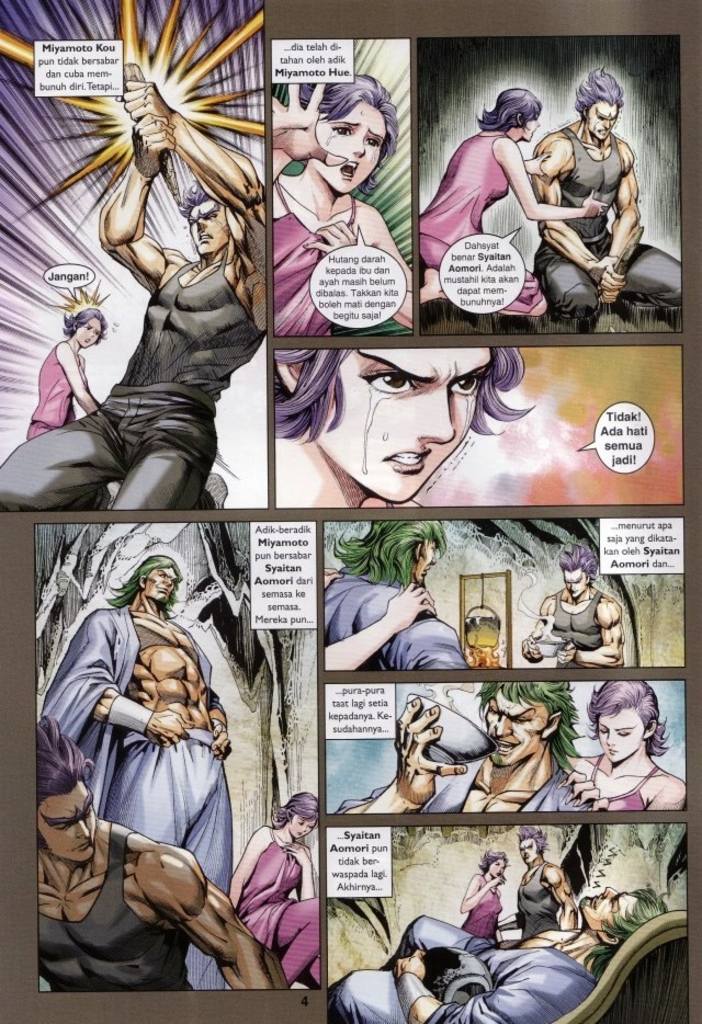 Miyamoto Kou
pun tidak bersabar
dan cuba mem-
bunuh diri. Tetapi...
Jangan!
...dia telah di-
tahan oleh adik
Miyamoto Hue.
Hutang darah
kepada ibu dan
ayah masih belum
dibalas. Takkan kita
boleh mati dengan
begitu saja!
Dahsyat
benar Syaitan
Aomori. Adalah
mustahil kita akan
dapat mem-
bunuhnya!
Tidak!
Ada hati
semua
jadi!
Adik-beradik
Miyamoto
pun bersabar
Syaitan
Aomori dari
semasa ke
semasa.
Mereka pun...
...menurut apa
saja yang dikata-
kan oleh Syaitan
Aomori dan...
...pura-pura
taat lagi setia
kepadanya. Ke-
sudahannya...
...Syaitan
Aomori pun
tidak ber-
waspada lagi.
Akhirnya...
4